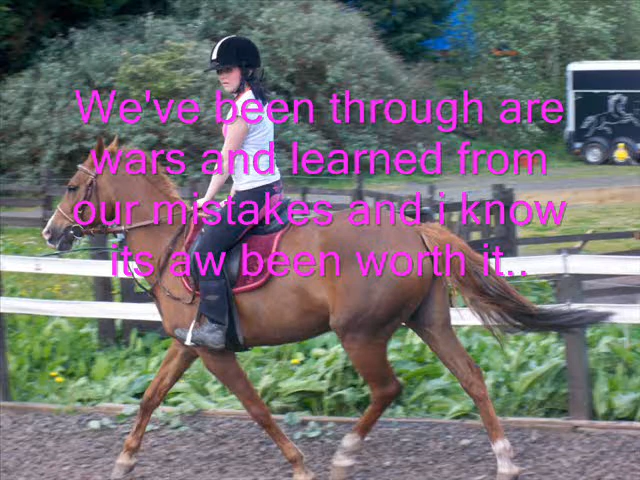 We've been through are
wars and learned from
our mistakes and i know
its aw been worth it..